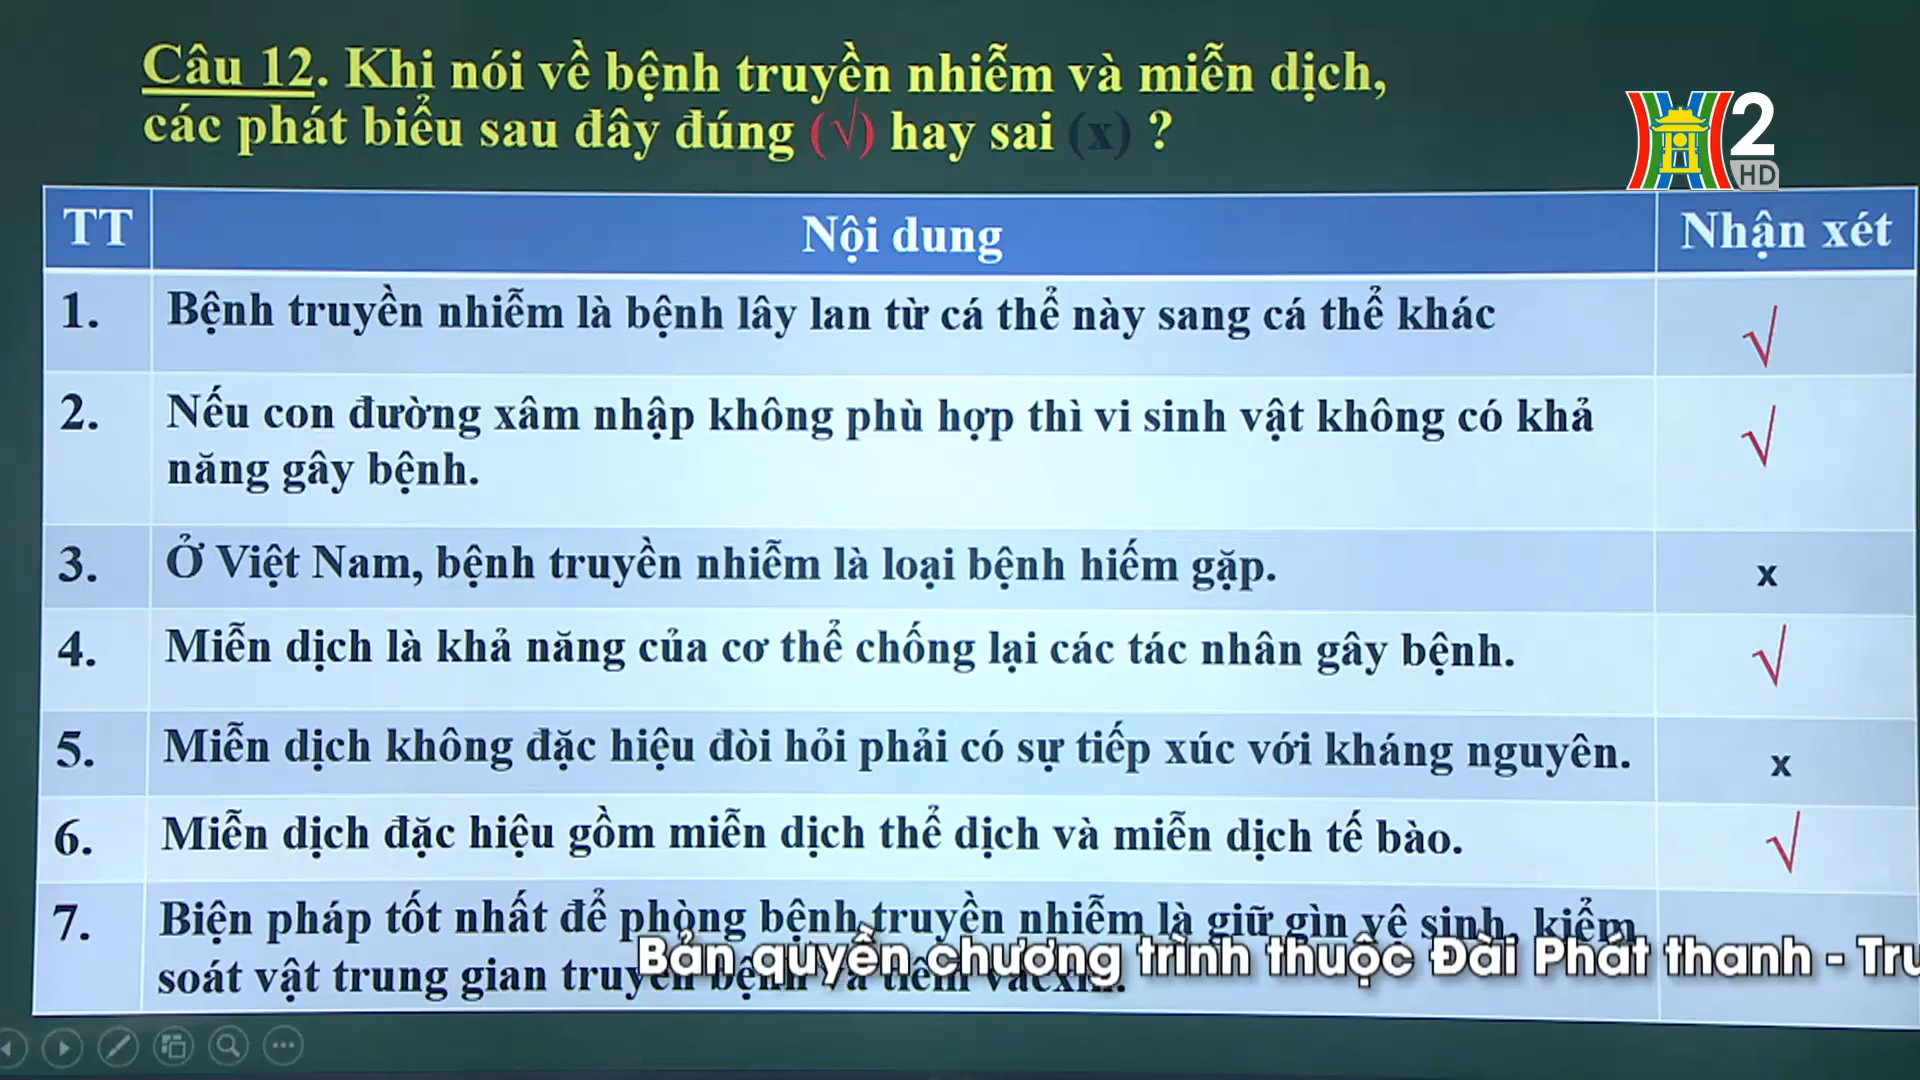 Câu 12. Khi nói về bệnh truyền nhiễm và miễn dịch,
các phát biểu sau đây đúng (√) hay sai (x) ?
2
HD
TT Nội dung Nhận xét
1. Bệnh truyền nhiễm là bệnh lây lan từ cá thể này sang cá thể khác √
2. Nếu con đường xâm nhập không phù hợp thì vi sinh vật không có khả √
năng gây bệnh.
3. Ở Việt Nam, bệnh truyền nhiễm là loại bệnh hiếm gặp. x
4. Miễn dịch là khả năng của cơ thể chống lại các tác nhân gây bệnh. √
5. Miễn dịch không đặc hiệu đòi hỏi phải có sự tiếp xúc với kháng nguyên. x
6. Miễn dịch đặc hiệu gồm miễn dịch thể dịch và miễn dịch tế bào. √
7. Biện pháp tốt nhất để phòng bệnh truyền nhiễm là giữ gìn vệ sinh, kiểm
soát vật trung gian truyền bệnh và tiêm vacxin.
Bản quyền chương trình thuộc Đài Phát thanh - Tru